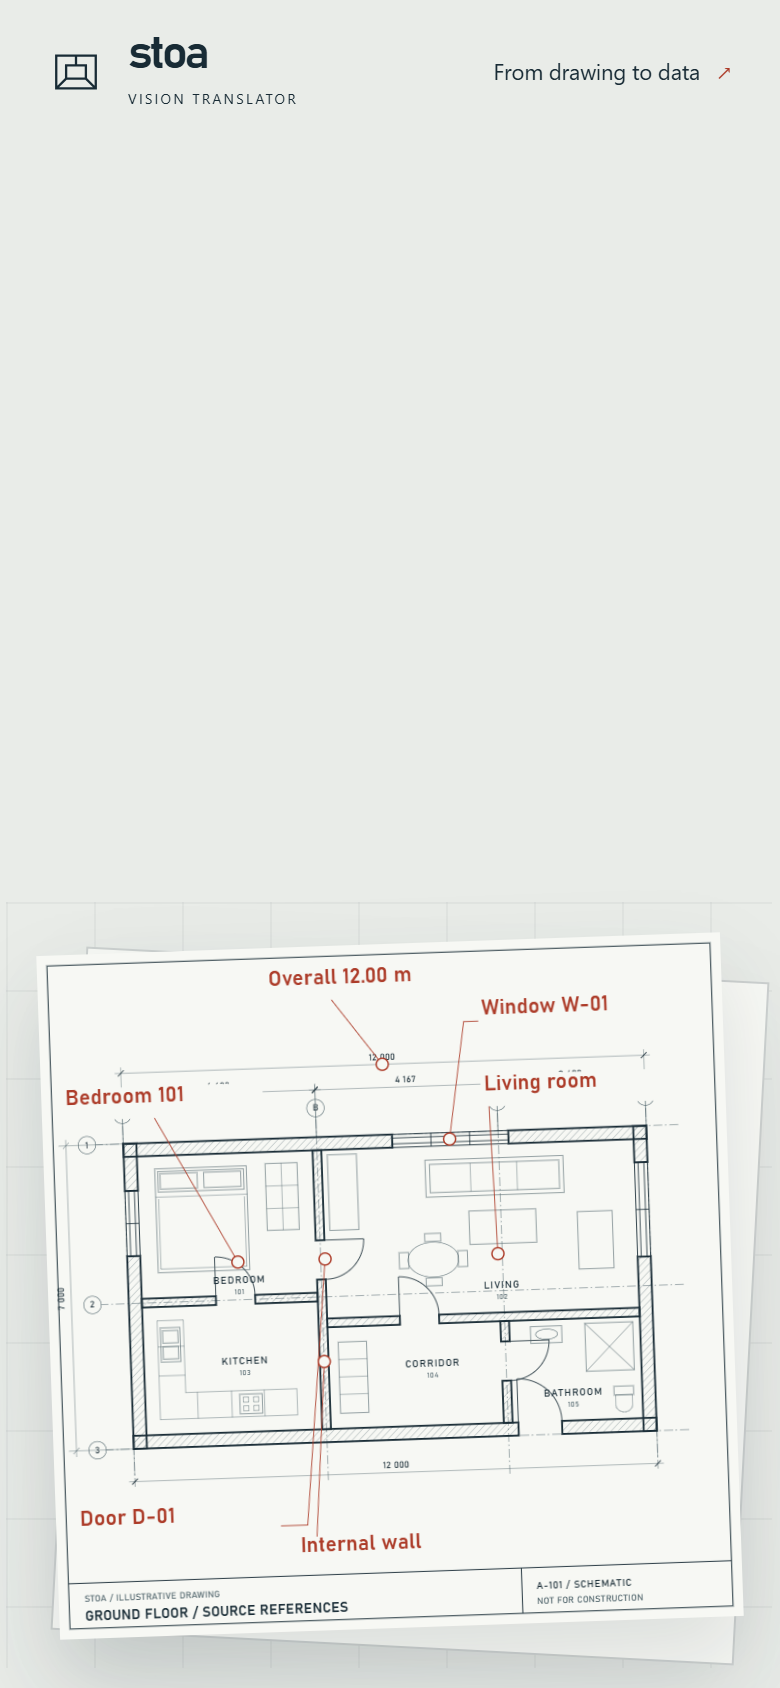 stoa
VISION TRANSLATOR
From drawing to data ↗
Overall 12.00 m
Window W-01
12 000
Bedroom 101
4 167
Living room
B
1
7 000
2
BEDROOM
101
LIVING
102
KITCHEN
103
CORRIDOR
104
BATHROOM
105
3
12 000
Door D-01
Internal wall
STOA / ILLUSTRATIVE DRAWING
GROUND FLOOR / SOURCE REFERENCES
A-101 / SCHEMATIC
NOT FOR CONSTRUCTION